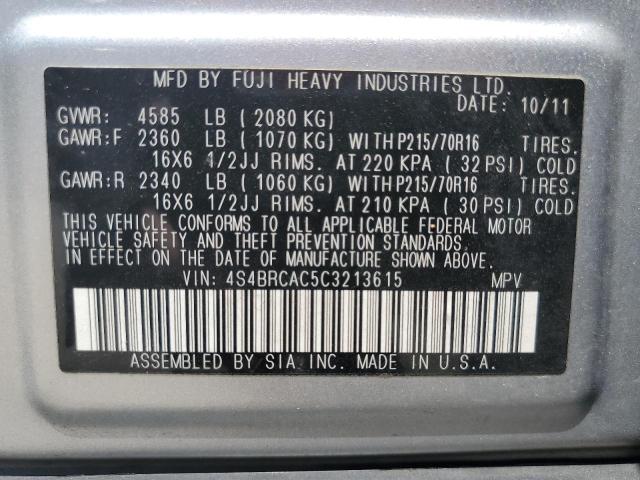 MFD BY FUJI HEAVY INDUSTRIES LTD.
DATE: 10/11
GVWR: 4585 LB ( 2080 KG)
GAWR:F 2360 LB ( 1070 KG) WITH P215/70R16 TIRES.
16X6 1/2JJ RIMS. AT 220 KPA ( 32 PSI) COLD
GAWR:R 2340 LB ( 1060 KG) WITH P215/70R16 TIRES.
16X6 1/2JJ RIMS. AT 210 KPA ( 30 PSI) COLD
THIS VEHICLE CONFORMS TO ALL APPLICABLE FEDERAL MOTOR
VEHICLE SAFETY AND THEFT PREVENTION STANDARDS.
IN EFFECT ON THE DATE OF MANUFACTURE SHOWN ABOVE.
VIN: 4S4BRCAC5C3213615 MPV
ASSEMBLED BY SIA, INC. MADE IN U.S.A.